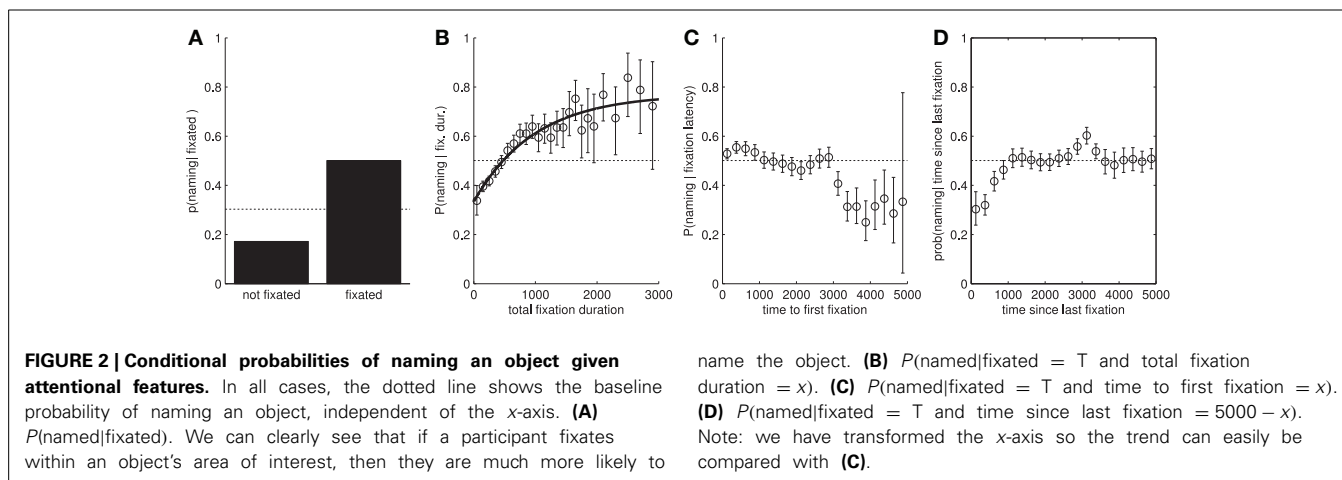 A
B
C
D
1
0.8
0.6
0.4
0.2
0
p(naming| fixated )
not fixated
fixated
1
0.8
0.6
0.4
0.2
0
P(naming | fix. dur.)
0
1000
2000
3000
total fixation duration
1
0.8
0.6
0.4
0.2
0
P(naming | fixation latency)
0
1000
2000
3000
4000
5000
time to first fixation
1
0.8
0.6
0.4
0.2
0
prob(naming| time since last fixation
0
1000
2000
3000
4000
5000
time since last fixation
FIGURE 2 | Conditional probabilities of naming an object given
attentional features. In all cases, the dotted line shows the baseline
probability of naming an object, independent of the x-axis. (A)
P(named|fixated). We can clearly see that if a participant fixates
within an object's area of interest, then they are much more likely to
name the object. (B) P(named|fixated = T and total fixation
duration = x). (C) P(named|fixated = T and time to first fixation = x).
(D) P(named|fixated = T and time since last fixation = 5000 − x).
Note: we have transformed the x-axis so the trend can easily be
compared with (C).